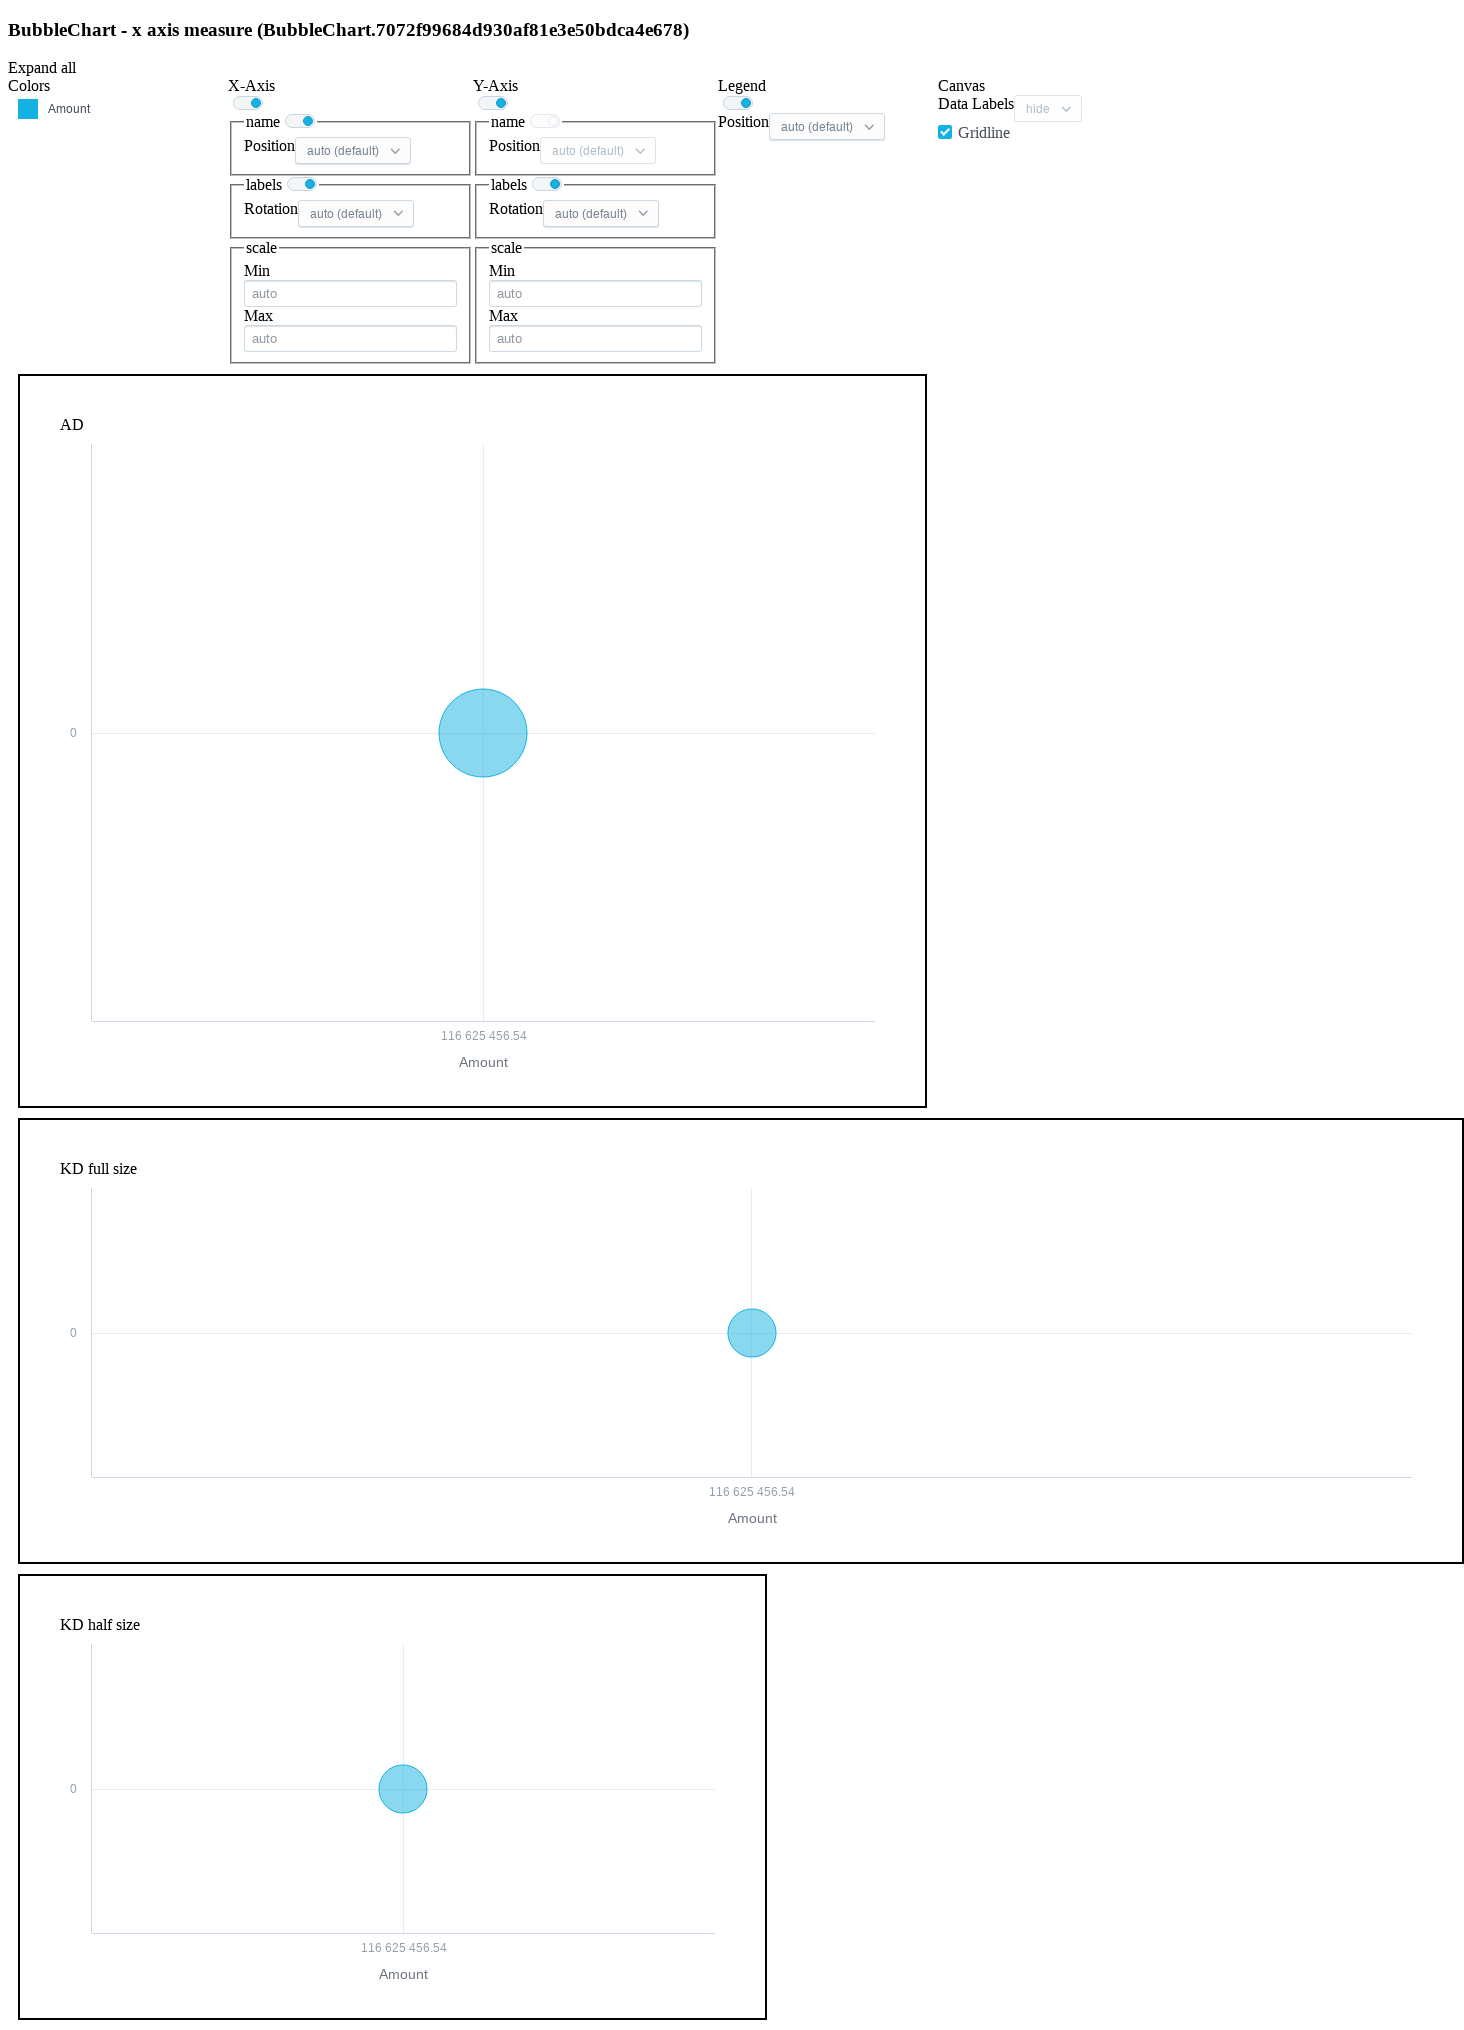 BubbleChart - x axis measure (BubbleChart.7072f99684d930af81e3e50bdca4e678)
Expand all
Colors
Amount
X-Axis
name
Position auto (default)
labels
Rotation auto (default)
scale
Min
auto
Max
auto
Y-Axis
name
Position auto (default)
labels
Rotation auto (default)
scale
Min
auto
Max
auto
Legend
Position auto (default)
Canvas
Data Labels hide
Gridline
AD
0
116 625 456.54
Amount
KD full size
0
116 625 456.54
Amount
KD half size
0
116 625 456.54
Amount